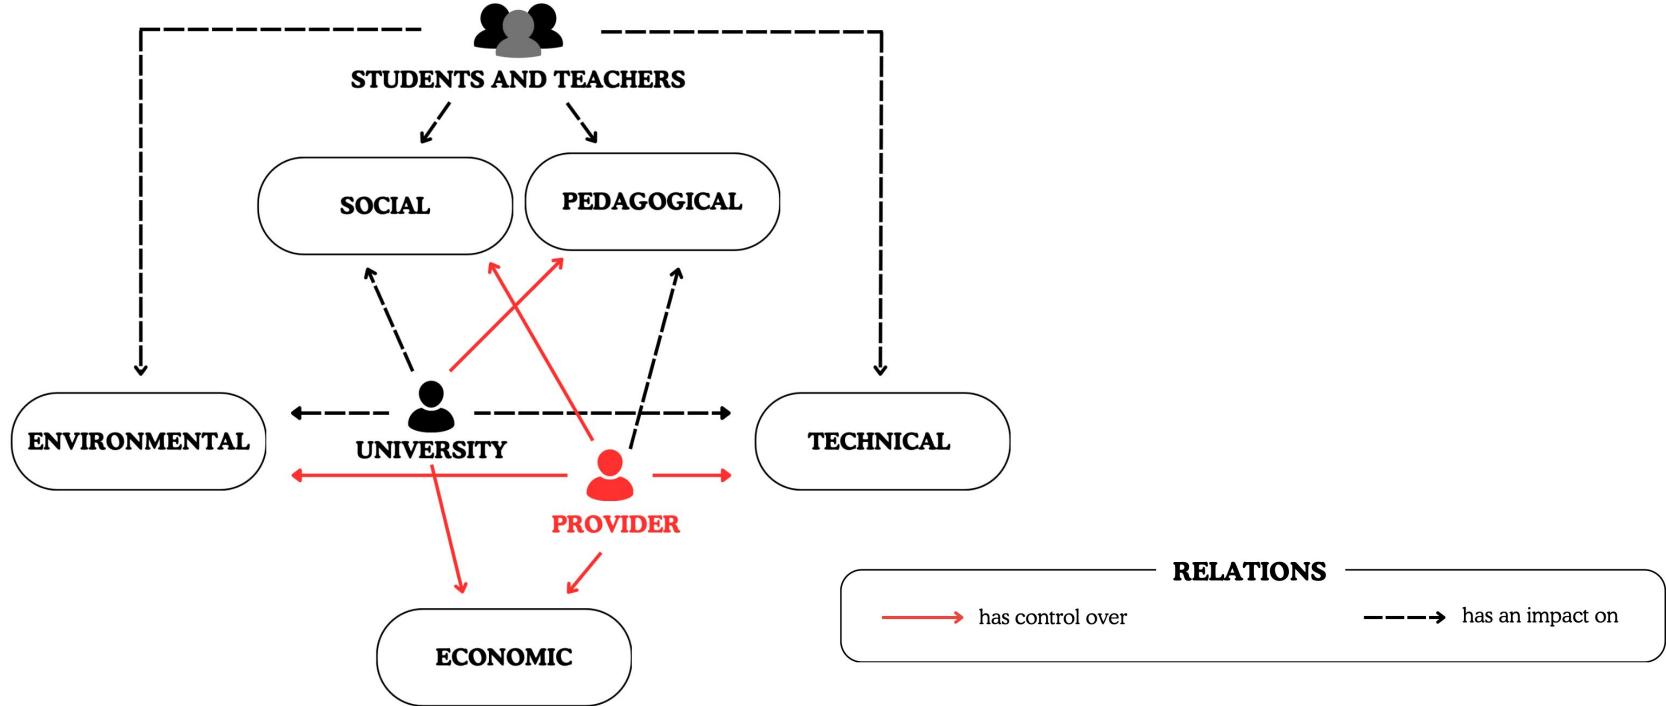 STUDENTS AND TEACHERS
SOCIAL
PEDAGOGICAL
ENVIRONMENTAL
UNIVERSITY
TECHNICAL
PROVIDER
ECONOMIC
RELATIONS
has control over
has an impact on